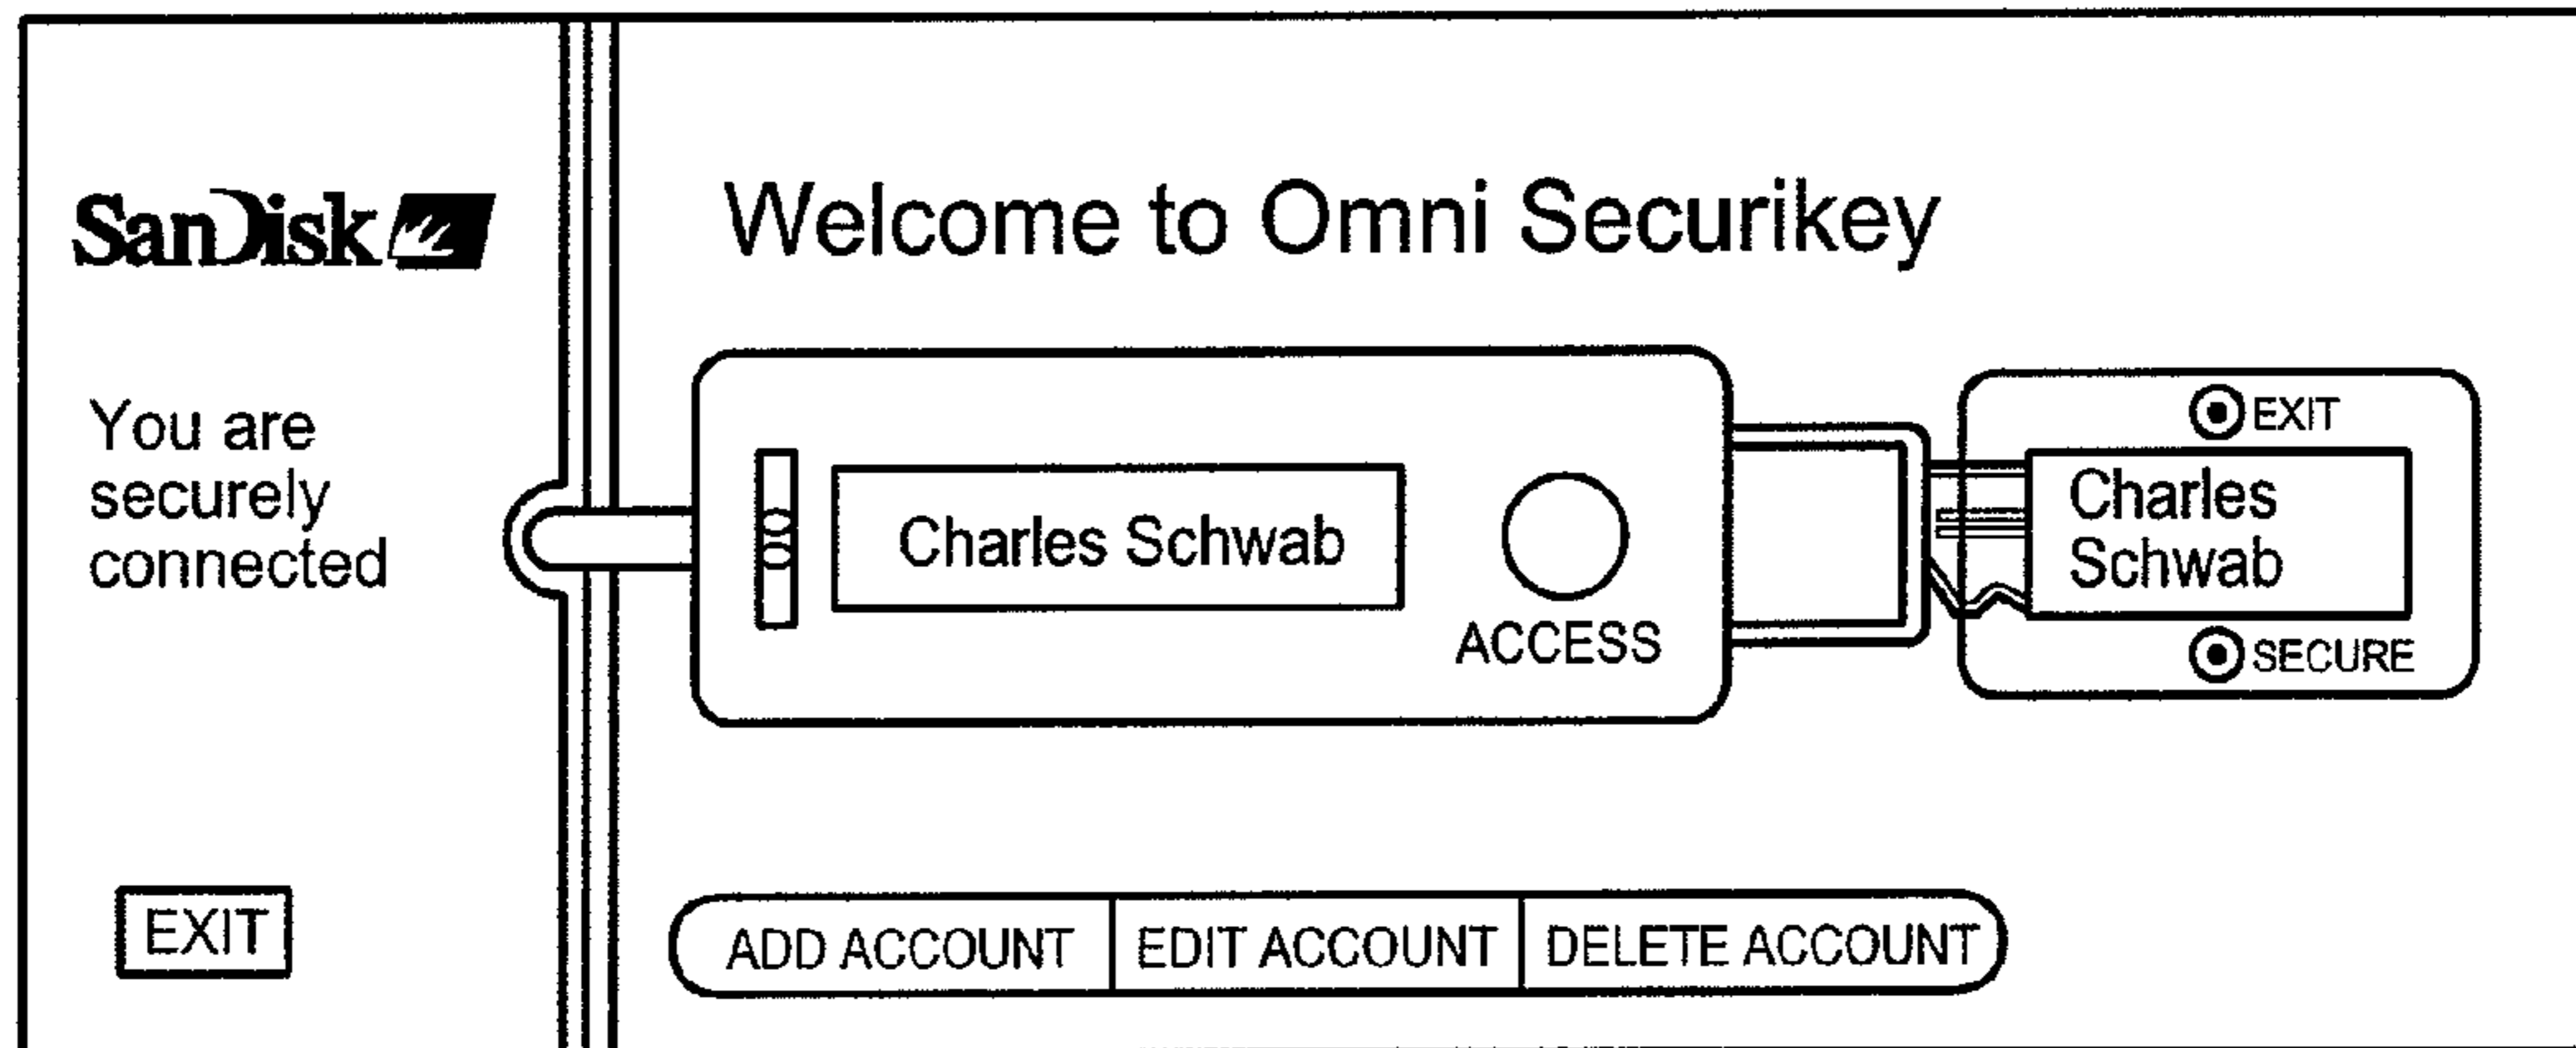 SanDisk
You are
securely
connected
EXIT
Welcome to Omni Securikey
Charles Schwab
ACCESS
EXIT
Charles
Schwab
SECURE
ADD ACCOUNT
EDIT ACCOUNT
DELETE ACCOUNT